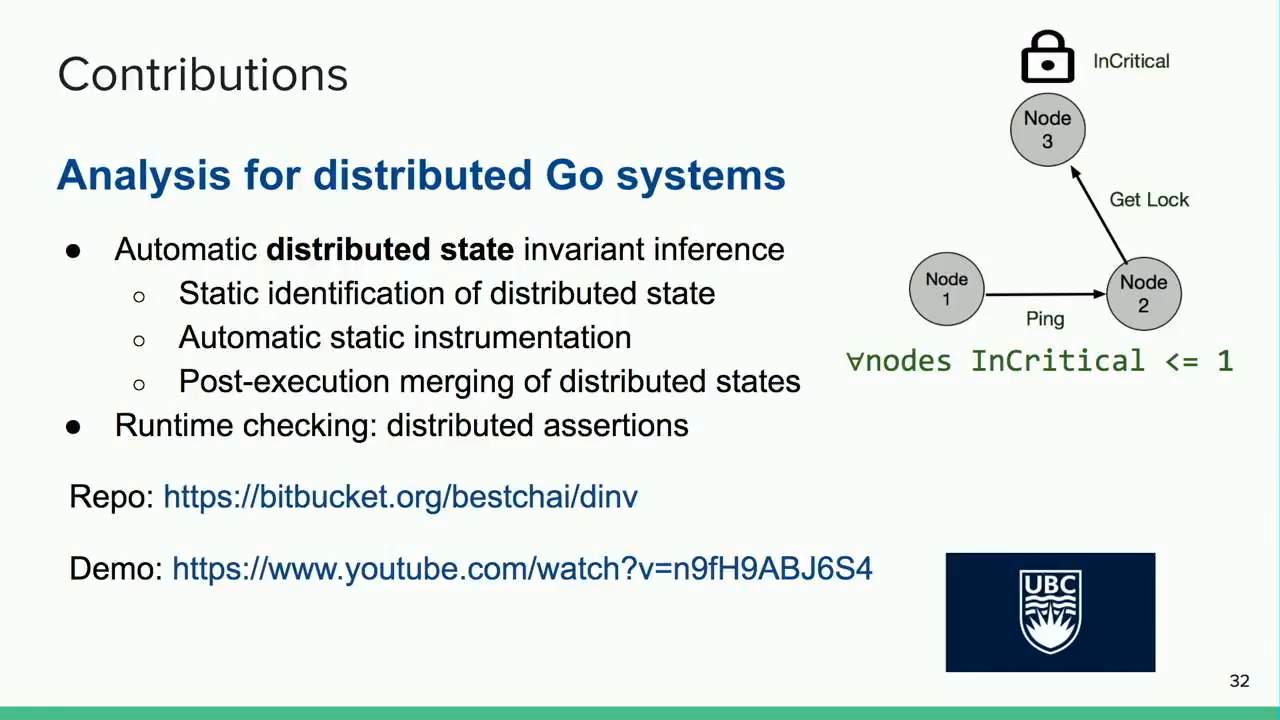 Contributions
Analysis for distributed Go systems
● Automatic distributed state invariant inference
○ Static identification of distributed state
○ Automatic static instrumentation
○ Post-execution merging of distributed states
● Runtime checking: distributed assertions
Repo: https://bitbucket.org/bestchai/dinv
Demo: https://www.youtube.com/watch?v=n9fH9ABJ6S4
InCritical
Node
3
Get Lock
Node
1
Node
2
Ping
∀nodes InCritical <= 1
UBC
32